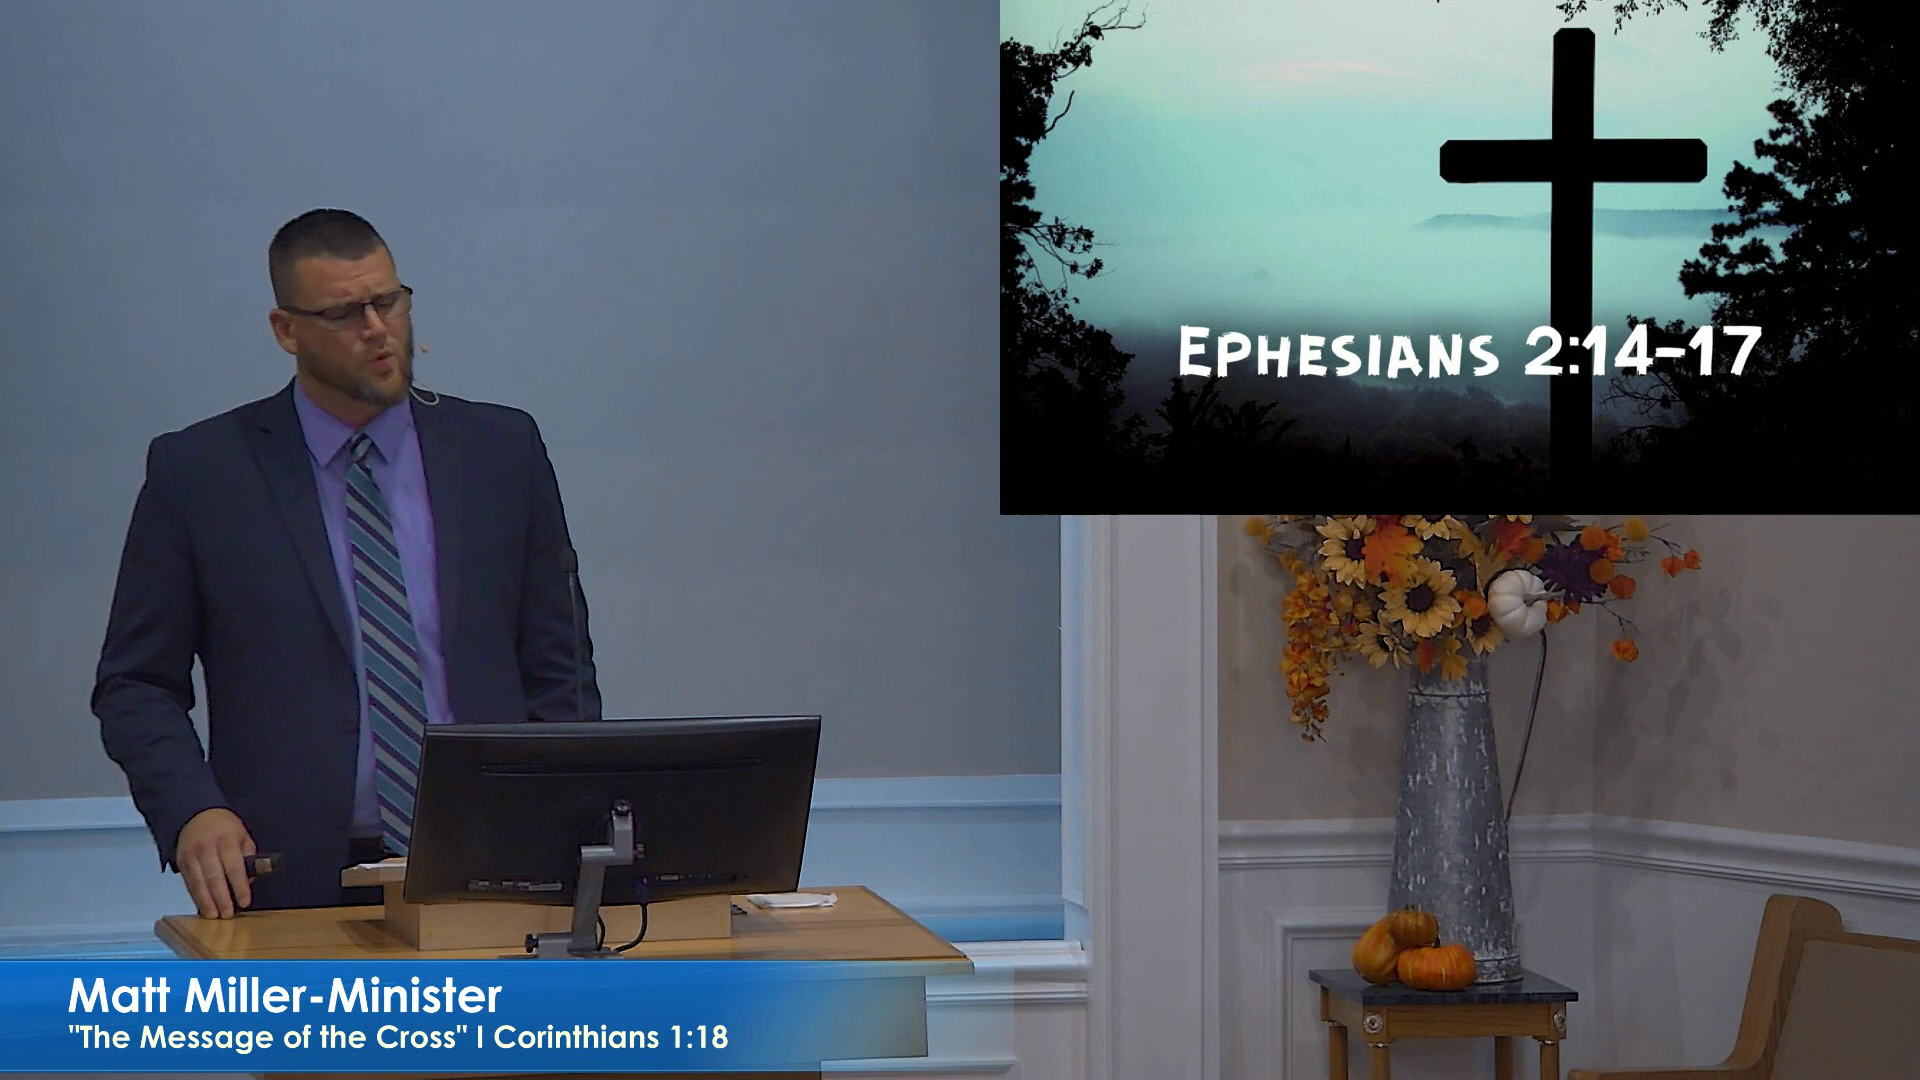 Ephesians 2:14-17
Matt Miller-Minister
"The Message of the Cross" I Corinthians 1:18